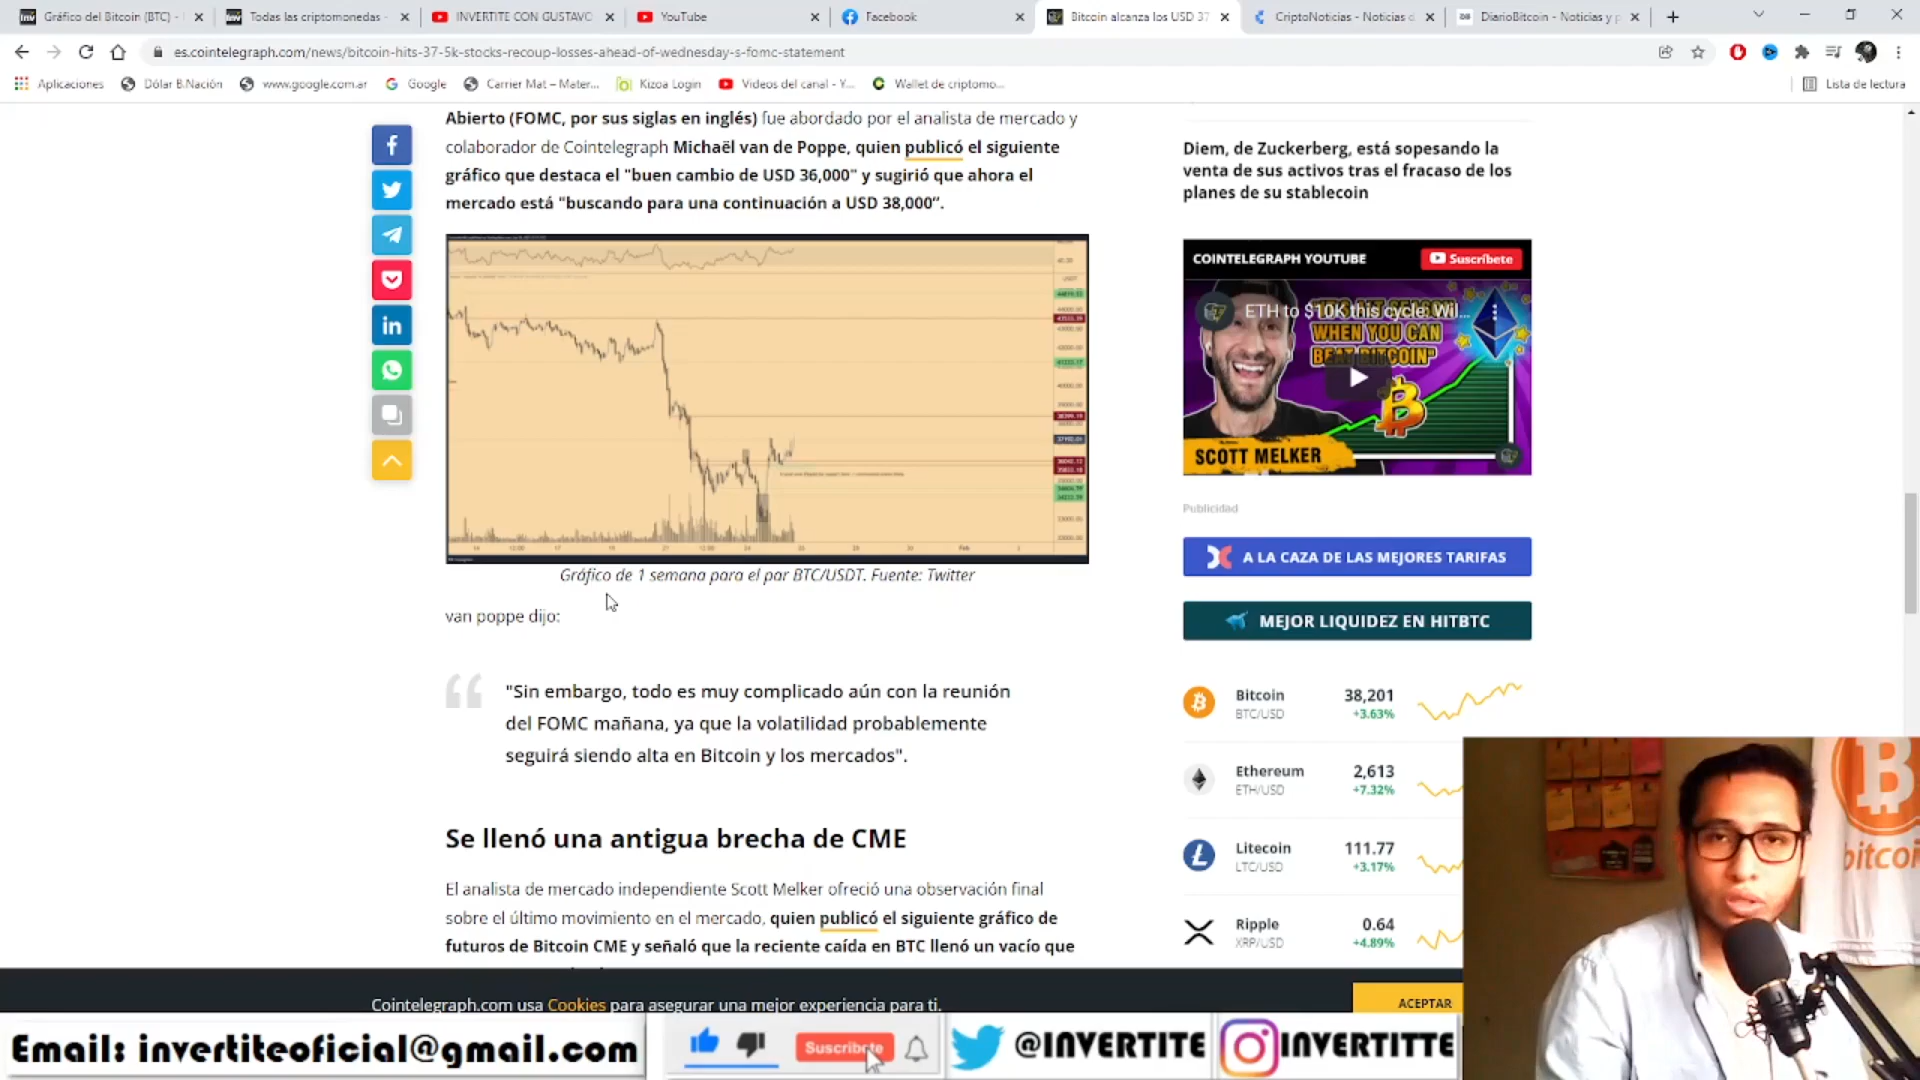 Gráfico del Bitcoin (BTC) -
Todas las criptomonedas -
INVERTITE CON GUSTAVO
YouTube
Facebook
Bitcoin alcanza los USD 37
CriptoNoticias - Noticias d
DiarioBitcoin - Noticias y p
es.cointelegraph.com/news/bitcoin-hits-37-5k-stocks-recoup-losses-ahead-of-wednesday-s-fomc-statement
Aplicaciones
Dólar B.Nación
www.google.com.ar
Google
Carrier Mat – Mater...
Kizoa Login
Videos del canal - Y...
Wallet de criptomo...
Lista de lectura
Abierto (FOMC, por sus siglas en inglés) fue abordado por el analista de mercado y
colaborador de Cointelegraph Michaël van de Poppe, quien publicó el siguiente
gráfico que destaca el "buen cambio de USD 36,000" y sugirió que ahora el
mercado está "buscando para una continuación a USD 38,000”.
Gráfico de 1 semana para el par BTC/USDT. Fuente: Twitter
van poppe dijo:
"Sin embargo, todo es muy complicado aún con la reunión
del FOMC mañana, ya que la volatilidad probablemente
seguirá siendo alta en Bitcoin y los mercados".
Se llenó una antigua brecha de CME
El analista de mercado independiente Scott Melker ofreció una observación final
sobre el último movimiento en el mercado, quien publicó el siguiente gráfico de
futuros de Bitcoin CME y señaló que la reciente caída en BTC llenó un vacío que
Diem, de Zuckerberg, está sopesando la
venta de sus activos tras el fracaso de los
planes de su stablecoin
COINTELEGRAPH YOUTUBE
Suscríbete
ETH to $10K this cycle: Wil...
WHEN YOU CAN
BEAT BITCOIN"
SCOTT MELKER
Publicidad
A LA CAZA DE LAS MEJORES TARIFAS
MEJOR LIQUIDEZ EN HITBTC
Bitcoin 38,201
BTC/USD +3.63%
Ethereum 2,613
ETH/USD +7.32%
Litecoin 111.77
LTC/USD +3.17%
Ripple 0.64
XRP/USD +4.89%
bitcoi
Cointelegraph.com usa Cookies para asegurar una mejor experiencia para ti.
ACEPTAR
Email: invertiteoficial@gmail.com
Suscríbete
@INVERTITE
INVERTITTE